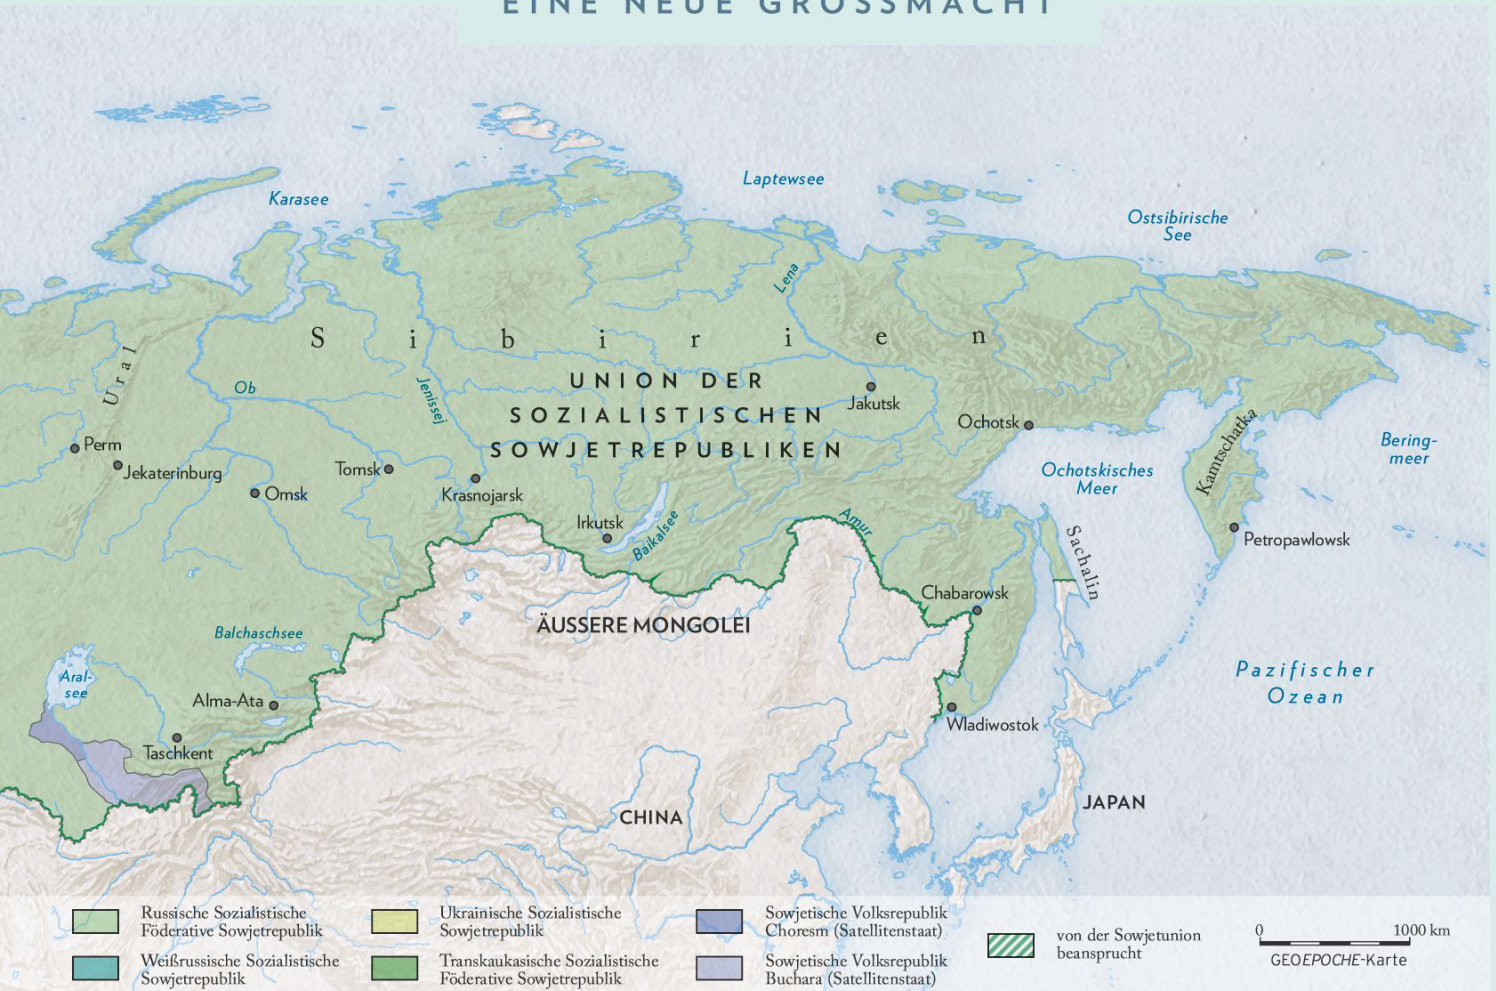 EINE NEUE GROSSMACHT
Karasee
Laptewsee
Ostsibirische
See
Lena
Sibirien
Ural
UNION DER
SOZIALISTISCHEN
SOWJETREPUBLIKEN
Ob
Jenissej
Jakutsk
Ochotsk
Kamtschatka
Bering-
meer
Perm
Jekaterinburg
Omsk
Tomsk
Krasnojarsk
Ochotskisches
Meer
Irkutsk
Baikalsee
Amur
Sachalin
Petropawlowsk
Chabarowsk
ÄUSSERE MONGOLEI
Balchaschsee
Aral-
see
Alma-Ata
Pazifischer
Ozean
Wladiwostok
Taschkent
CHINA
JAPAN
Russische Sozialistische
Föderative Sowjetrepublik
Weißrussische Sozialistische
Sowjetrepublik
Ukrainische Sozialistische
Sowjetrepublik
Transkaukasische Sozialistische
Föderative Sowjetrepublik
Sowjetische Volksrepublik
Choresm (Satellitenstaat)
Sowjetische Volksrepublik
Buchara (Satellitenstaat)
von der Sowjetunion
beansprucht
0 1000 km
GEOEPOCHE-Karte